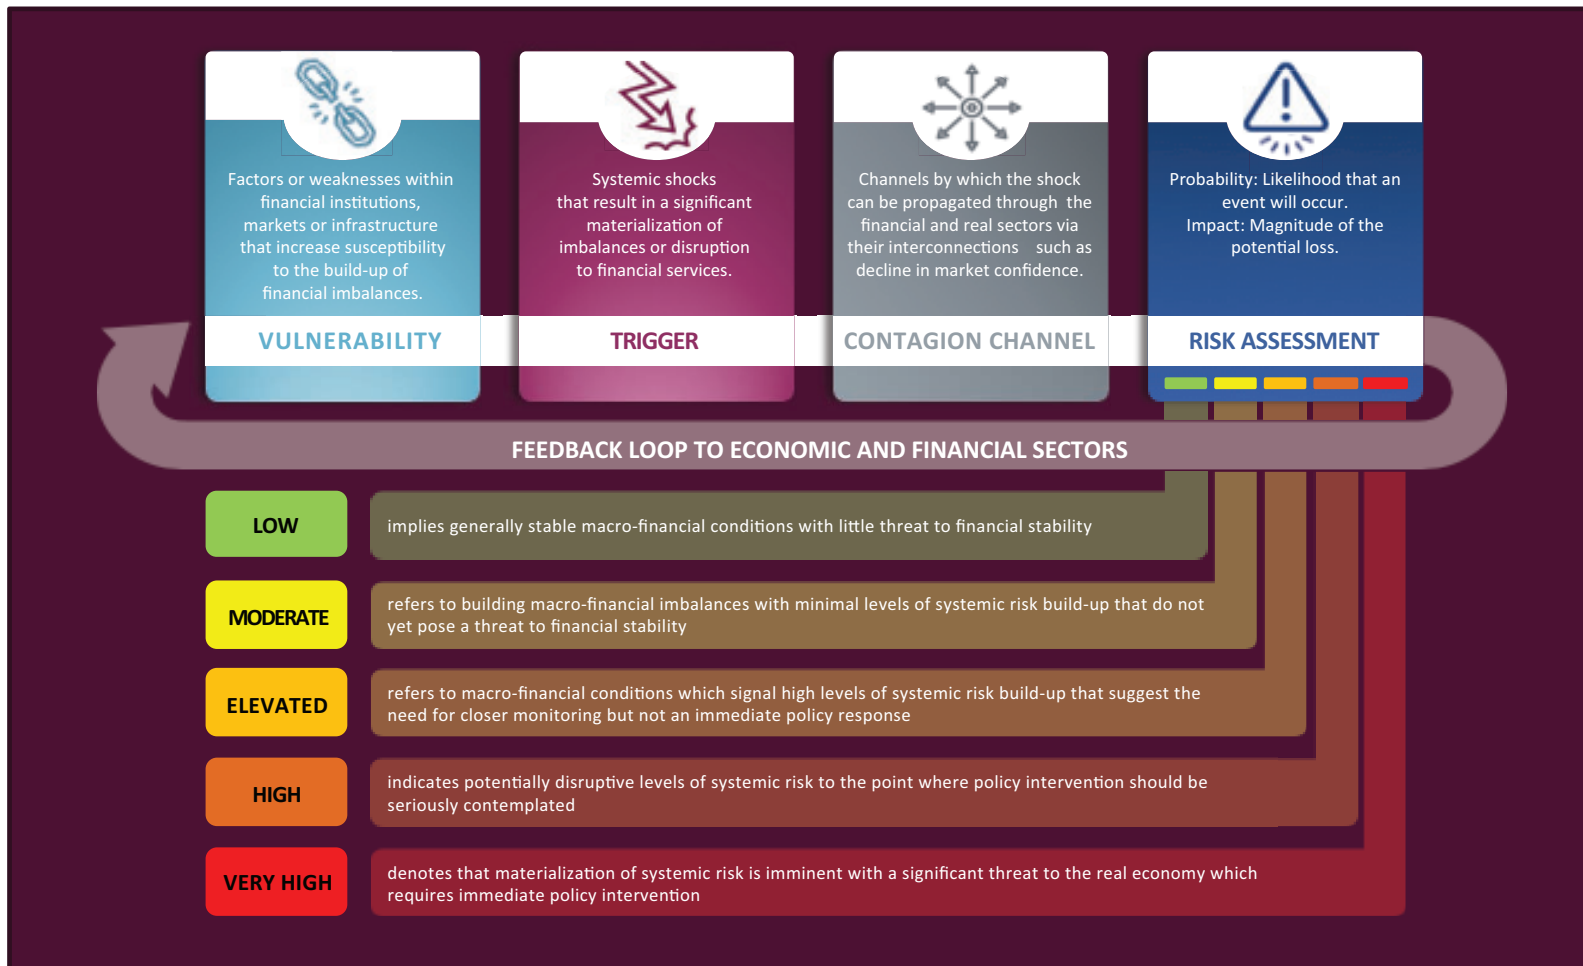 Factors or weaknesses within
financial institutions,
markets or infrastructure
that increase susceptibility
to the build-up of
financial imbalances.
VULNERABILITY
Systemic shocks
that result in a significant
materialization of
imbalances or disruption
to financial services.
TRIGGER
Channels by which the shock
can be propagated through the
financial and real sectors via
their interconnections such as
decline in market confidence.
CONTAGION CHANNEL
Probability: Likelihood that an
event will occur.
Impact: Magnitude of the
potential loss.
RISK ASSESSMENT
FEEDBACK LOOP TO ECONOMIC AND FINANCIAL SECTORS
LOW
implies generally stable macro-financial conditions with little threat to financial stability
MODERATE
refers to building macro-financial imbalances with minimal levels of systemic risk build-up that do not
yet pose a threat to financial stability
ELEVATED
refers to macro-financial conditions which signal high levels of systemic risk build-up that suggest the
need for closer monitoring but not an immediate policy response
HIGH
indicates potentially disruptive levels of systemic risk to the point where policy intervention should be
seriously contemplated
VERY HIGH
denotes that materialization of systemic risk is imminent with a significant threat to the real economy which
requires immediate policy intervention